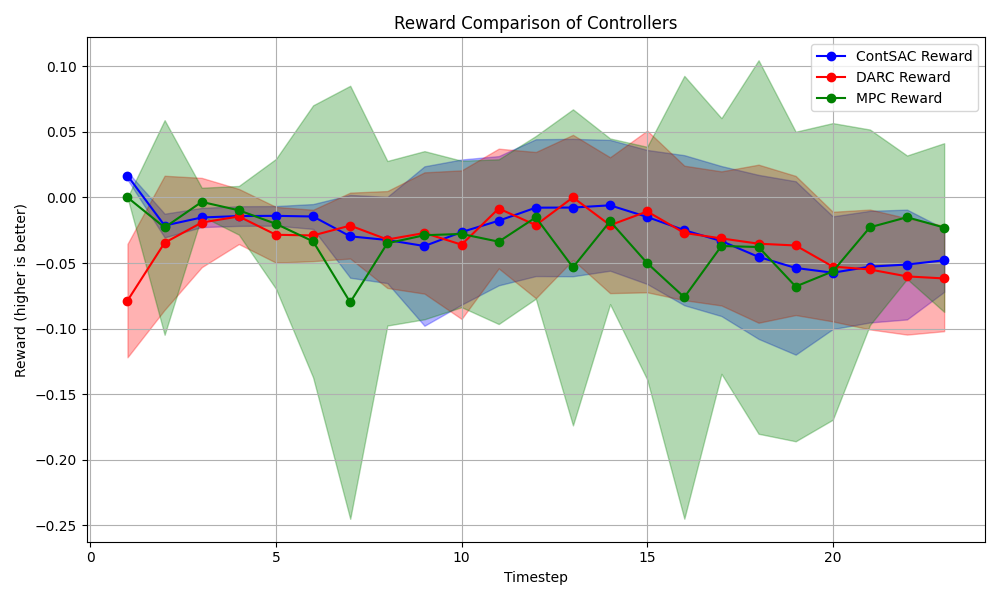 Reward Comparison of Controllers
ContSAC Reward
DARC Reward
MPC Reward
Reward (higher is better)
0.10
0.05
0.00
−0.05
−0.10
−0.15
−0.20
−0.25
0 5 10 15 20
Timestep